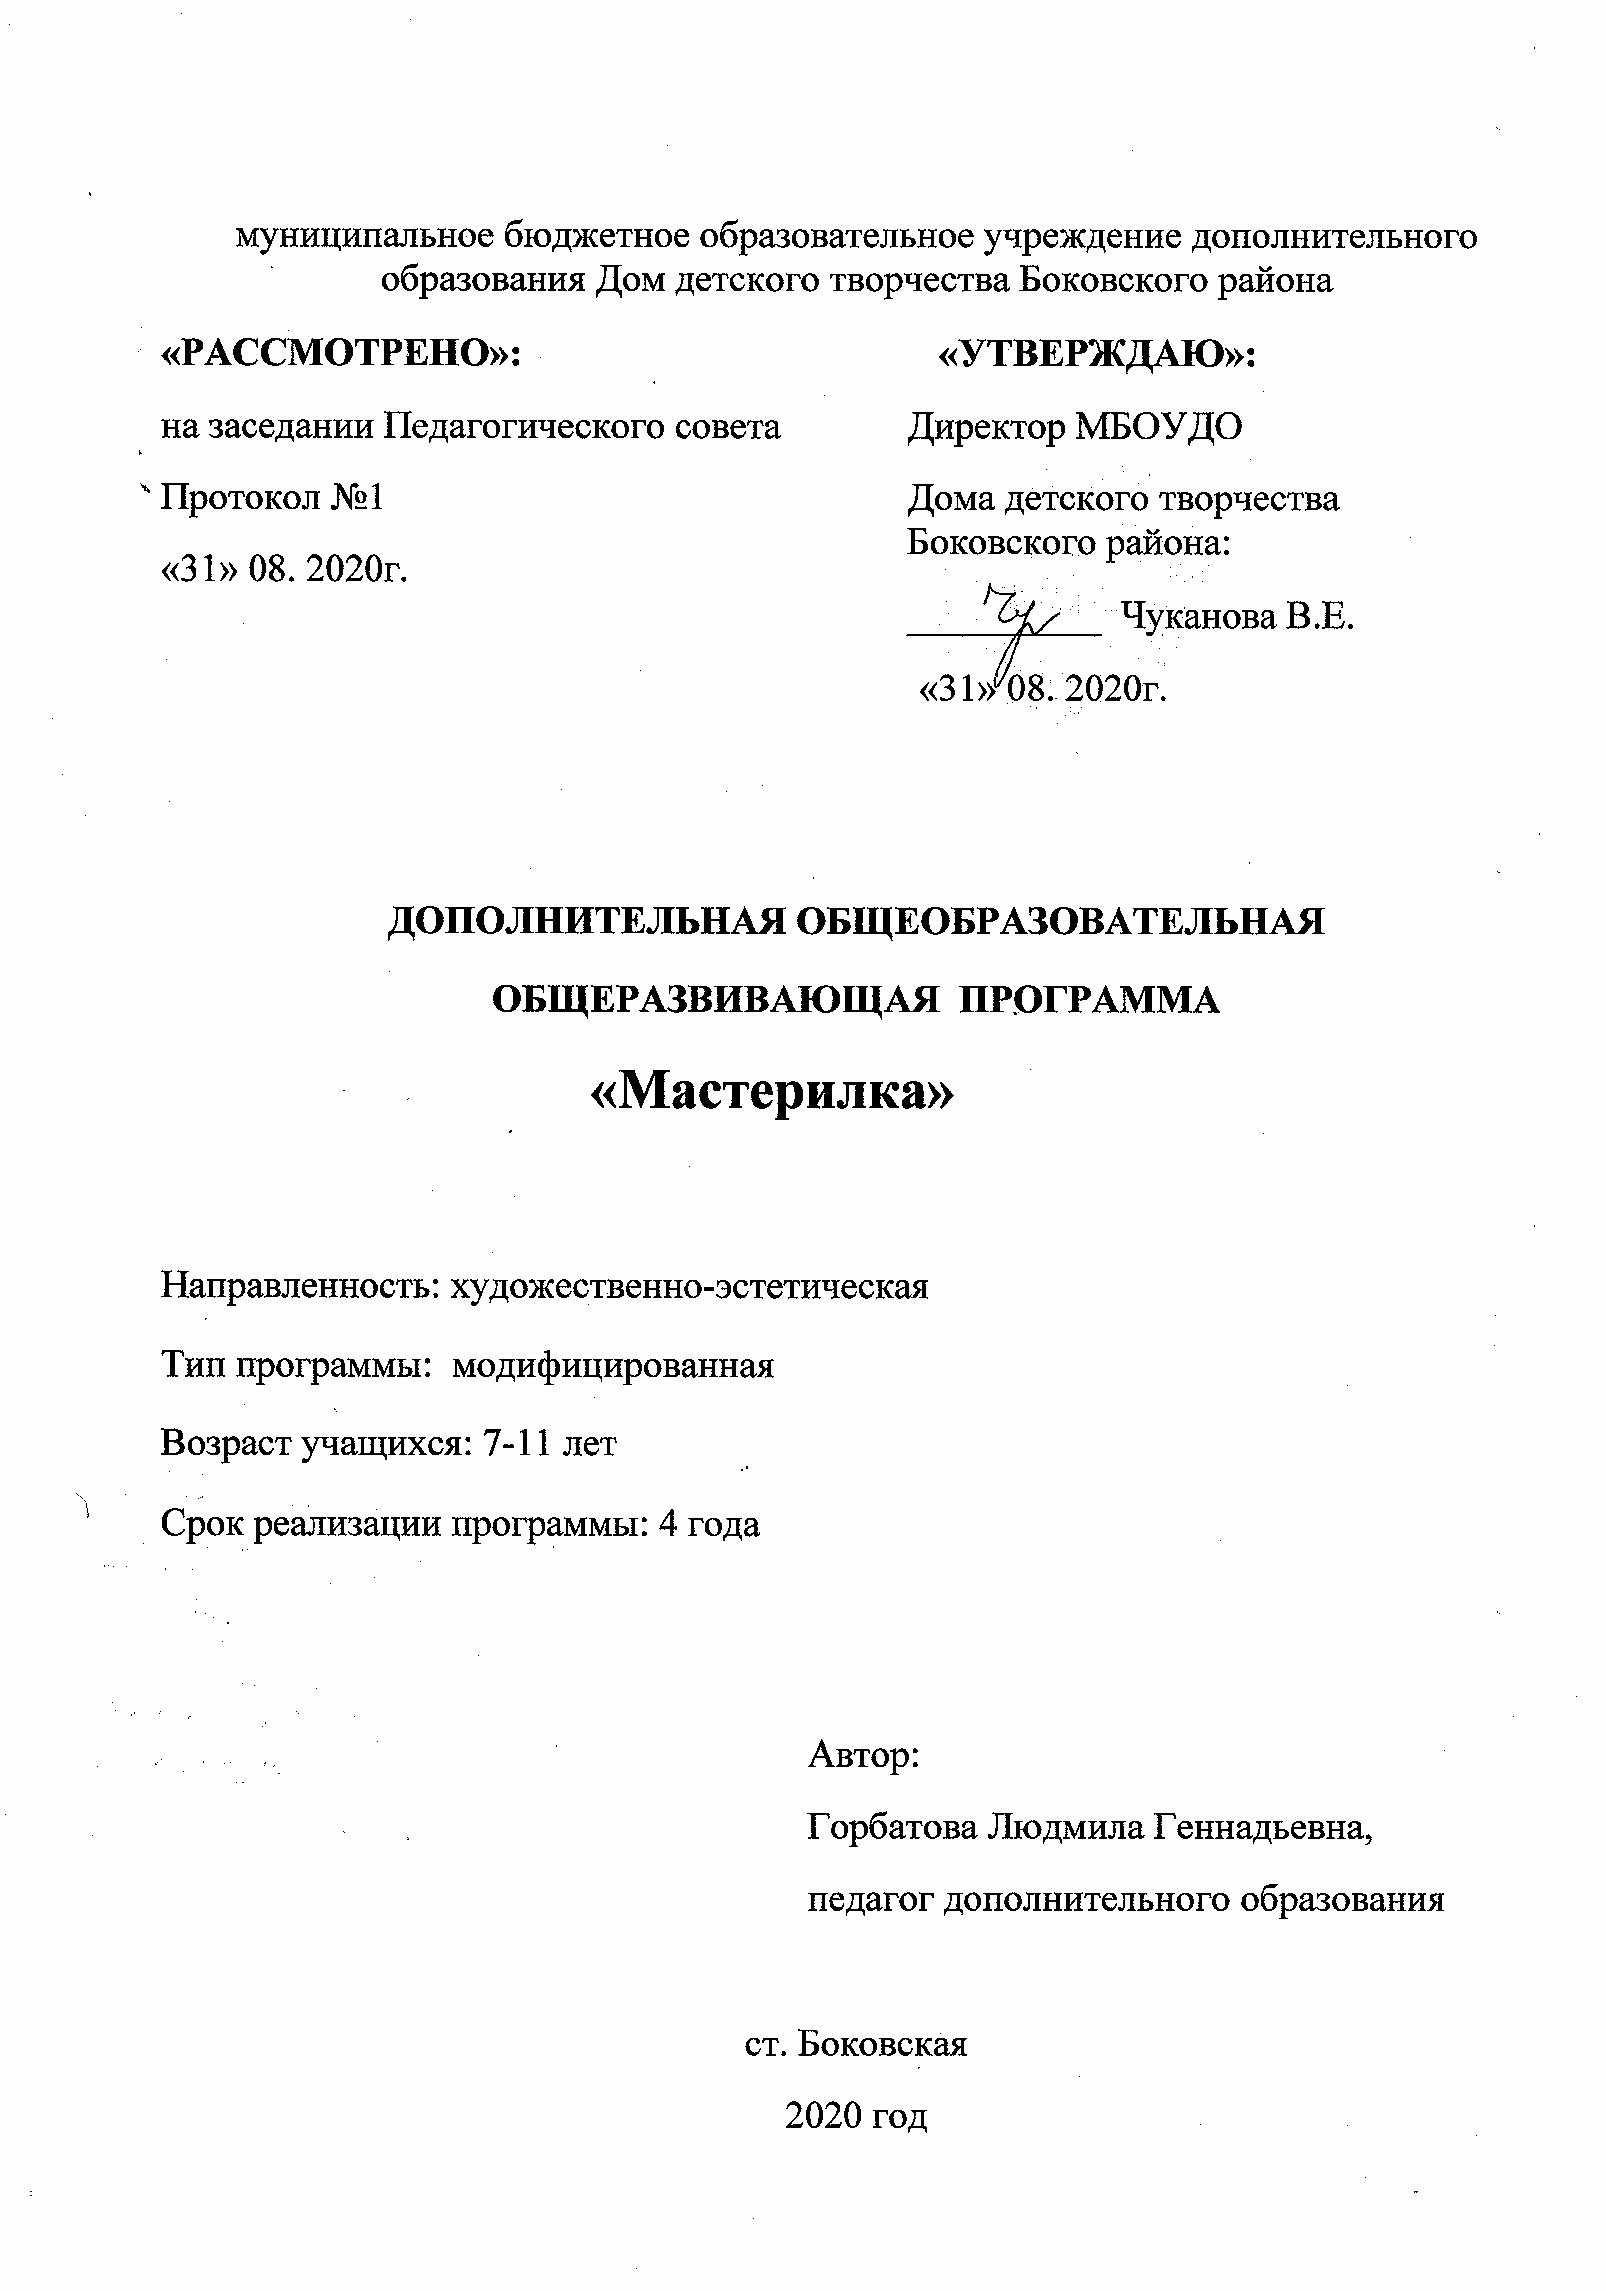 муниципальное бюджетное образовательное учреждение дополнительного
образования Дом детского творчества Боковского района
«РАССМОТРЕНО»:
на заседании Педагогического совета
Протокол №1
«31» 08. 2020г.
«УТВЕРЖДАЮ»:
Директор МБОУДО
Дома детского творчества
Боковского района:
Чуканова В.Е.
«31» 08. 2020г.
ДОПОЛНИТЕЛЬНАЯ ОБЩЕОБРАЗОВАТЕЛЬНАЯ
ОБЩЕРАЗВИВАЮЩАЯ ПРОГРАММА
«Мастерилка»
Направленность: художественно-эстетическая
Тип программы: модифицированная
Возраст учащихся: 7-11 лет
Срок реализации программы: 4 года
Автор:
Горбатова Людмила Геннадьевна,
педагог дополнительного образования
ст. Боковская
2020 год